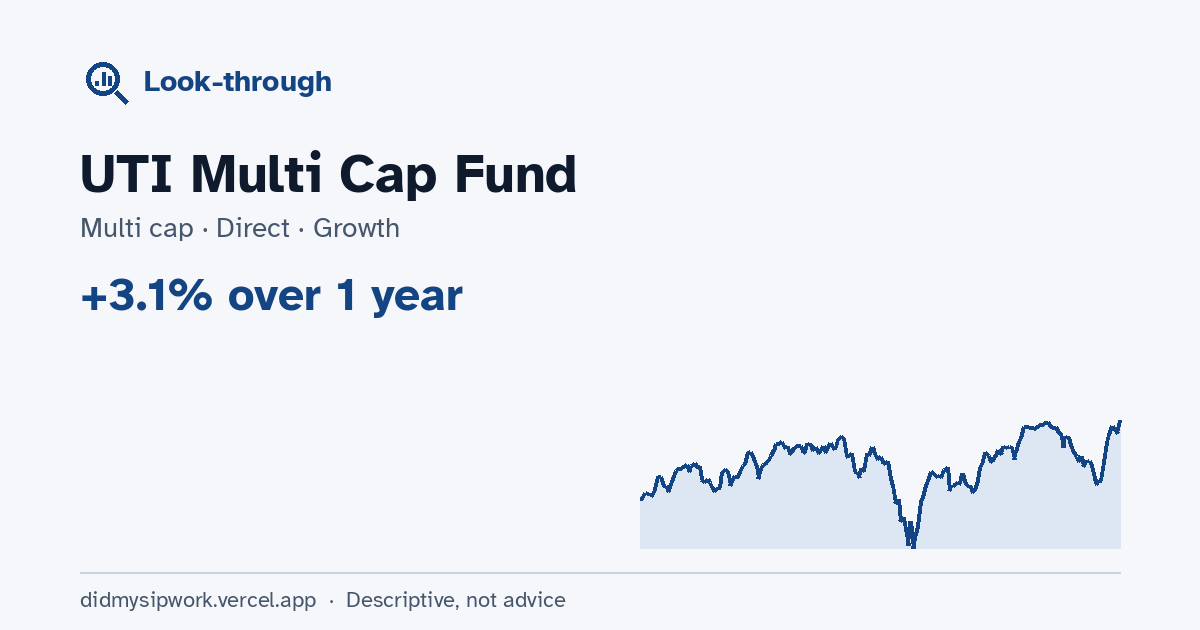 Look-through
UTI Multi Cap Fund
Multi cap · Direct · Growth
+3.1% over 1 year
didmysipwork.vercel.app · Descriptive, not advice